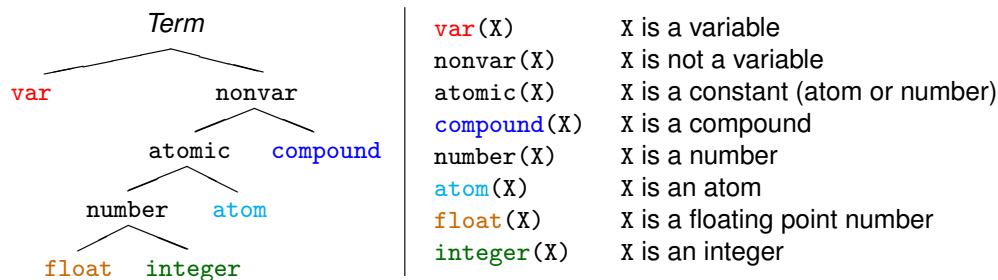 Term
var nonvar
atomic compound
number atom
float integer
var(X) X is a variable
nonvar(X) X is not a variable
atomic(X) X is a constant (atom or number)
compound(X) X is a compound
number(X) X is a number
atom(X) X is an atom
float(X) X is a floating point number
integer(X) X is an integer